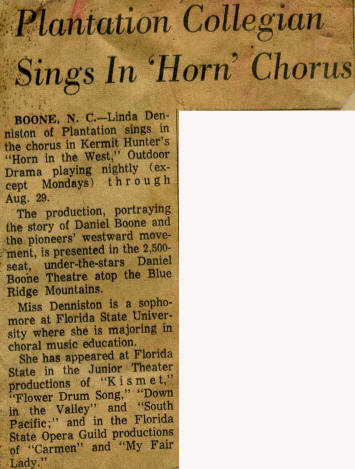 Plantation Collegian
Sings In 'Horn' Chorus
BOONE, N. C.—Linda Den-
niston of Plantation sings in
the chorus in Kermit Hunter's
"Horn in the West," Outdoor
Drama playing nightly (ex-
cept Mondays) through
Aug. 29.
The production, portraying
the story of Daniel Boone and
the pioneers' westward move-
ment, is presented in the 2,500-
seat, under-the-stars Daniel
Boone Theatre atop the Blue
Ridge Mountains.
Miss Denniston is a sopho-
more at Florida State Univer-
sity where she is majoring in
choral music education.
She has appeared at Florida
State in the Junior Theater
productions of "Kismet,"
"Flower Drum Song," "Down
in the Valley" and "South
Pacific;" and in the Florida
State Opera Guild productions
of "Carmen" and "My Fair
Lady."